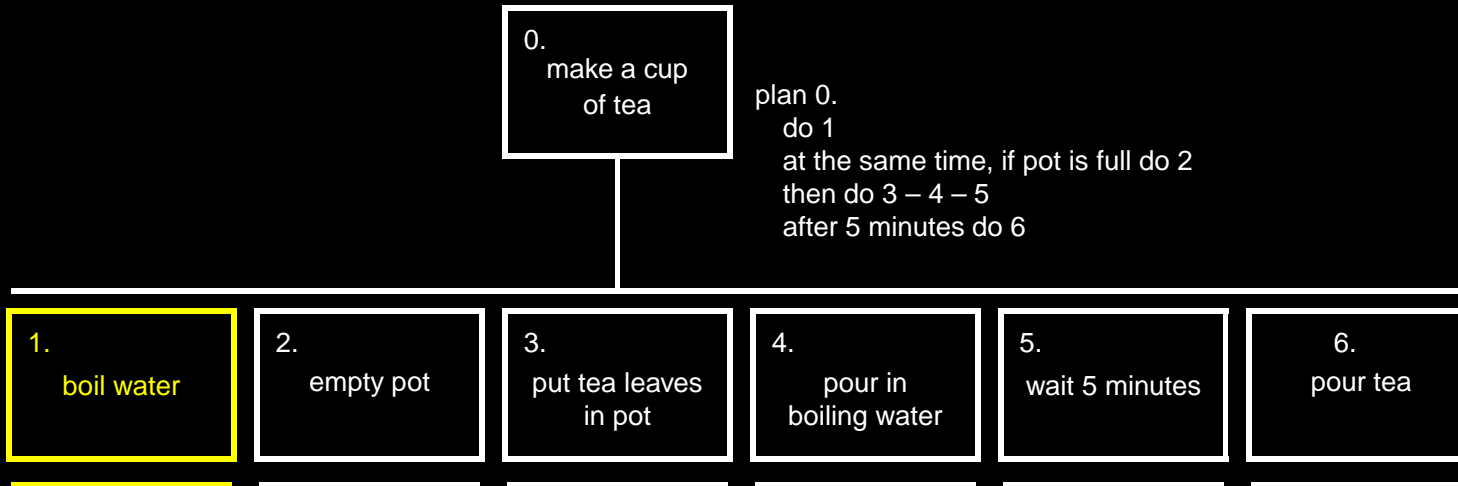 0.
make a cup
of tea
plan 0.
do 1
at the same time, if pot is full do 2
then do 3 – 4 – 5
after 5 minutes do 6
1.
boil water
2.
empty pot
3.
put tea leaves
in pot
4.
pour in
boiling water
5.
wait 5 minutes
6.
pour tea